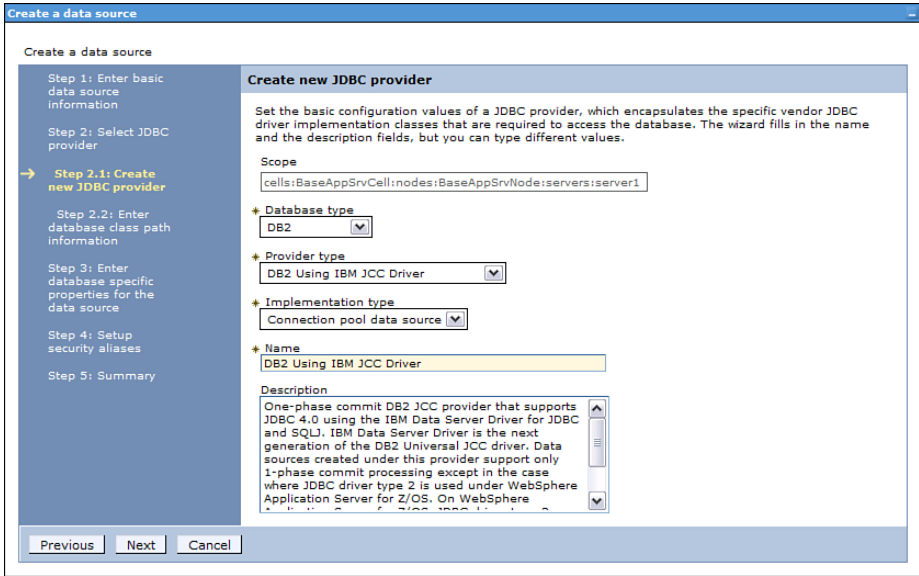 Create a data source
Create a data source
Step 1: Enter basic
data source
information
Step 2: Select JDBC
provider
Step 2.1: Create
new JDBC provider
Step 2.2: Enter
database class path
information
Step 3: Enter
database specific
properties for the
data source
Step 4: Setup
security aliases
Step 5: Summary
Create new JDBC provider
Set the basic configuration values of a JDBC provider, which encapsulates the specific vendor JDBC
driver implementation classes that are required to access the database. The wizard fills in the name
and the description fields, but you can type different values.
Scope
cells:BaseAppSrvCell:nodes:BaseAppSrvNode:servers:server1
Database type
DB2
Provider type
DB2 Using IBM JCC Driver
Implementation type
Connection pool data source
Name
DB2 Using IBM JCC Driver
Description
One-phase commit DB2 JCC provider that supports
JDBC 4.0 using the IBM Data Server Driver for JDBC
and SQLJ. IBM Data Server Driver is the next
generation of the DB2 Universal JCC driver. Data
sources created under this provider support only
1-phase commit processing except in the case
where JDBC driver type 2 is used under WebSphere
Application Server for Z/OS. On WebSphere
Previous
Next
Cancel